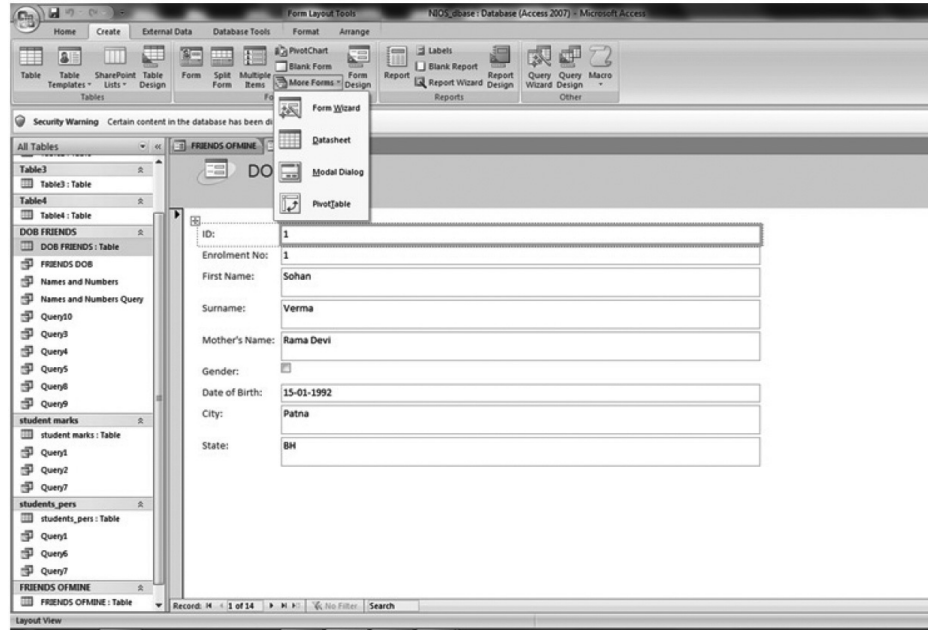 Form Layout Tools
NIOS_dbase : Database (Access 2007) - Microsoft Access
Home Create External Data Database Tools Format Arrange
Table
Table Templates
SharePoint Lists
Table Design
Tables
Form
Split Form
Multiple Items
PivotChart
Blank Form
More Forms
Form Design
Fo
Report
Labels
Blank Report
Report Wizard
Report Design
Reports
Query Wizard
Query Design
Macro
Other
Form Wizard
Datasheet
Modal Dialog
PivotTable
Security Warning Certain content in the database has been di
All Tables
Table3
Table3 : Table
Table4
Table4 : Table
DOB FRIENDS
DOB FRIENDS : Table
FRIENDS DOB
Names and Numbers
Names and Numbers Query
Query10
Query3
Query4
Query5
Query8
Query9
student marks
student marks : Table
Query1
Query2
Query7
students_pers
students_pers : Table
Query1
Query6
Query7
FRIENDS OFMINE
FRIENDS OFMINE : Table
FRIENDS OFMINE
DO
ID: 1
Enrolment No: 1
First Name: Sohan
Surname: Verma
Mother's Name: Rama Devi
Gender:
Date of Birth: 15-01-1992
City: Patna
State: BH
Record: 1 of 14 No Filter Search
Layout View